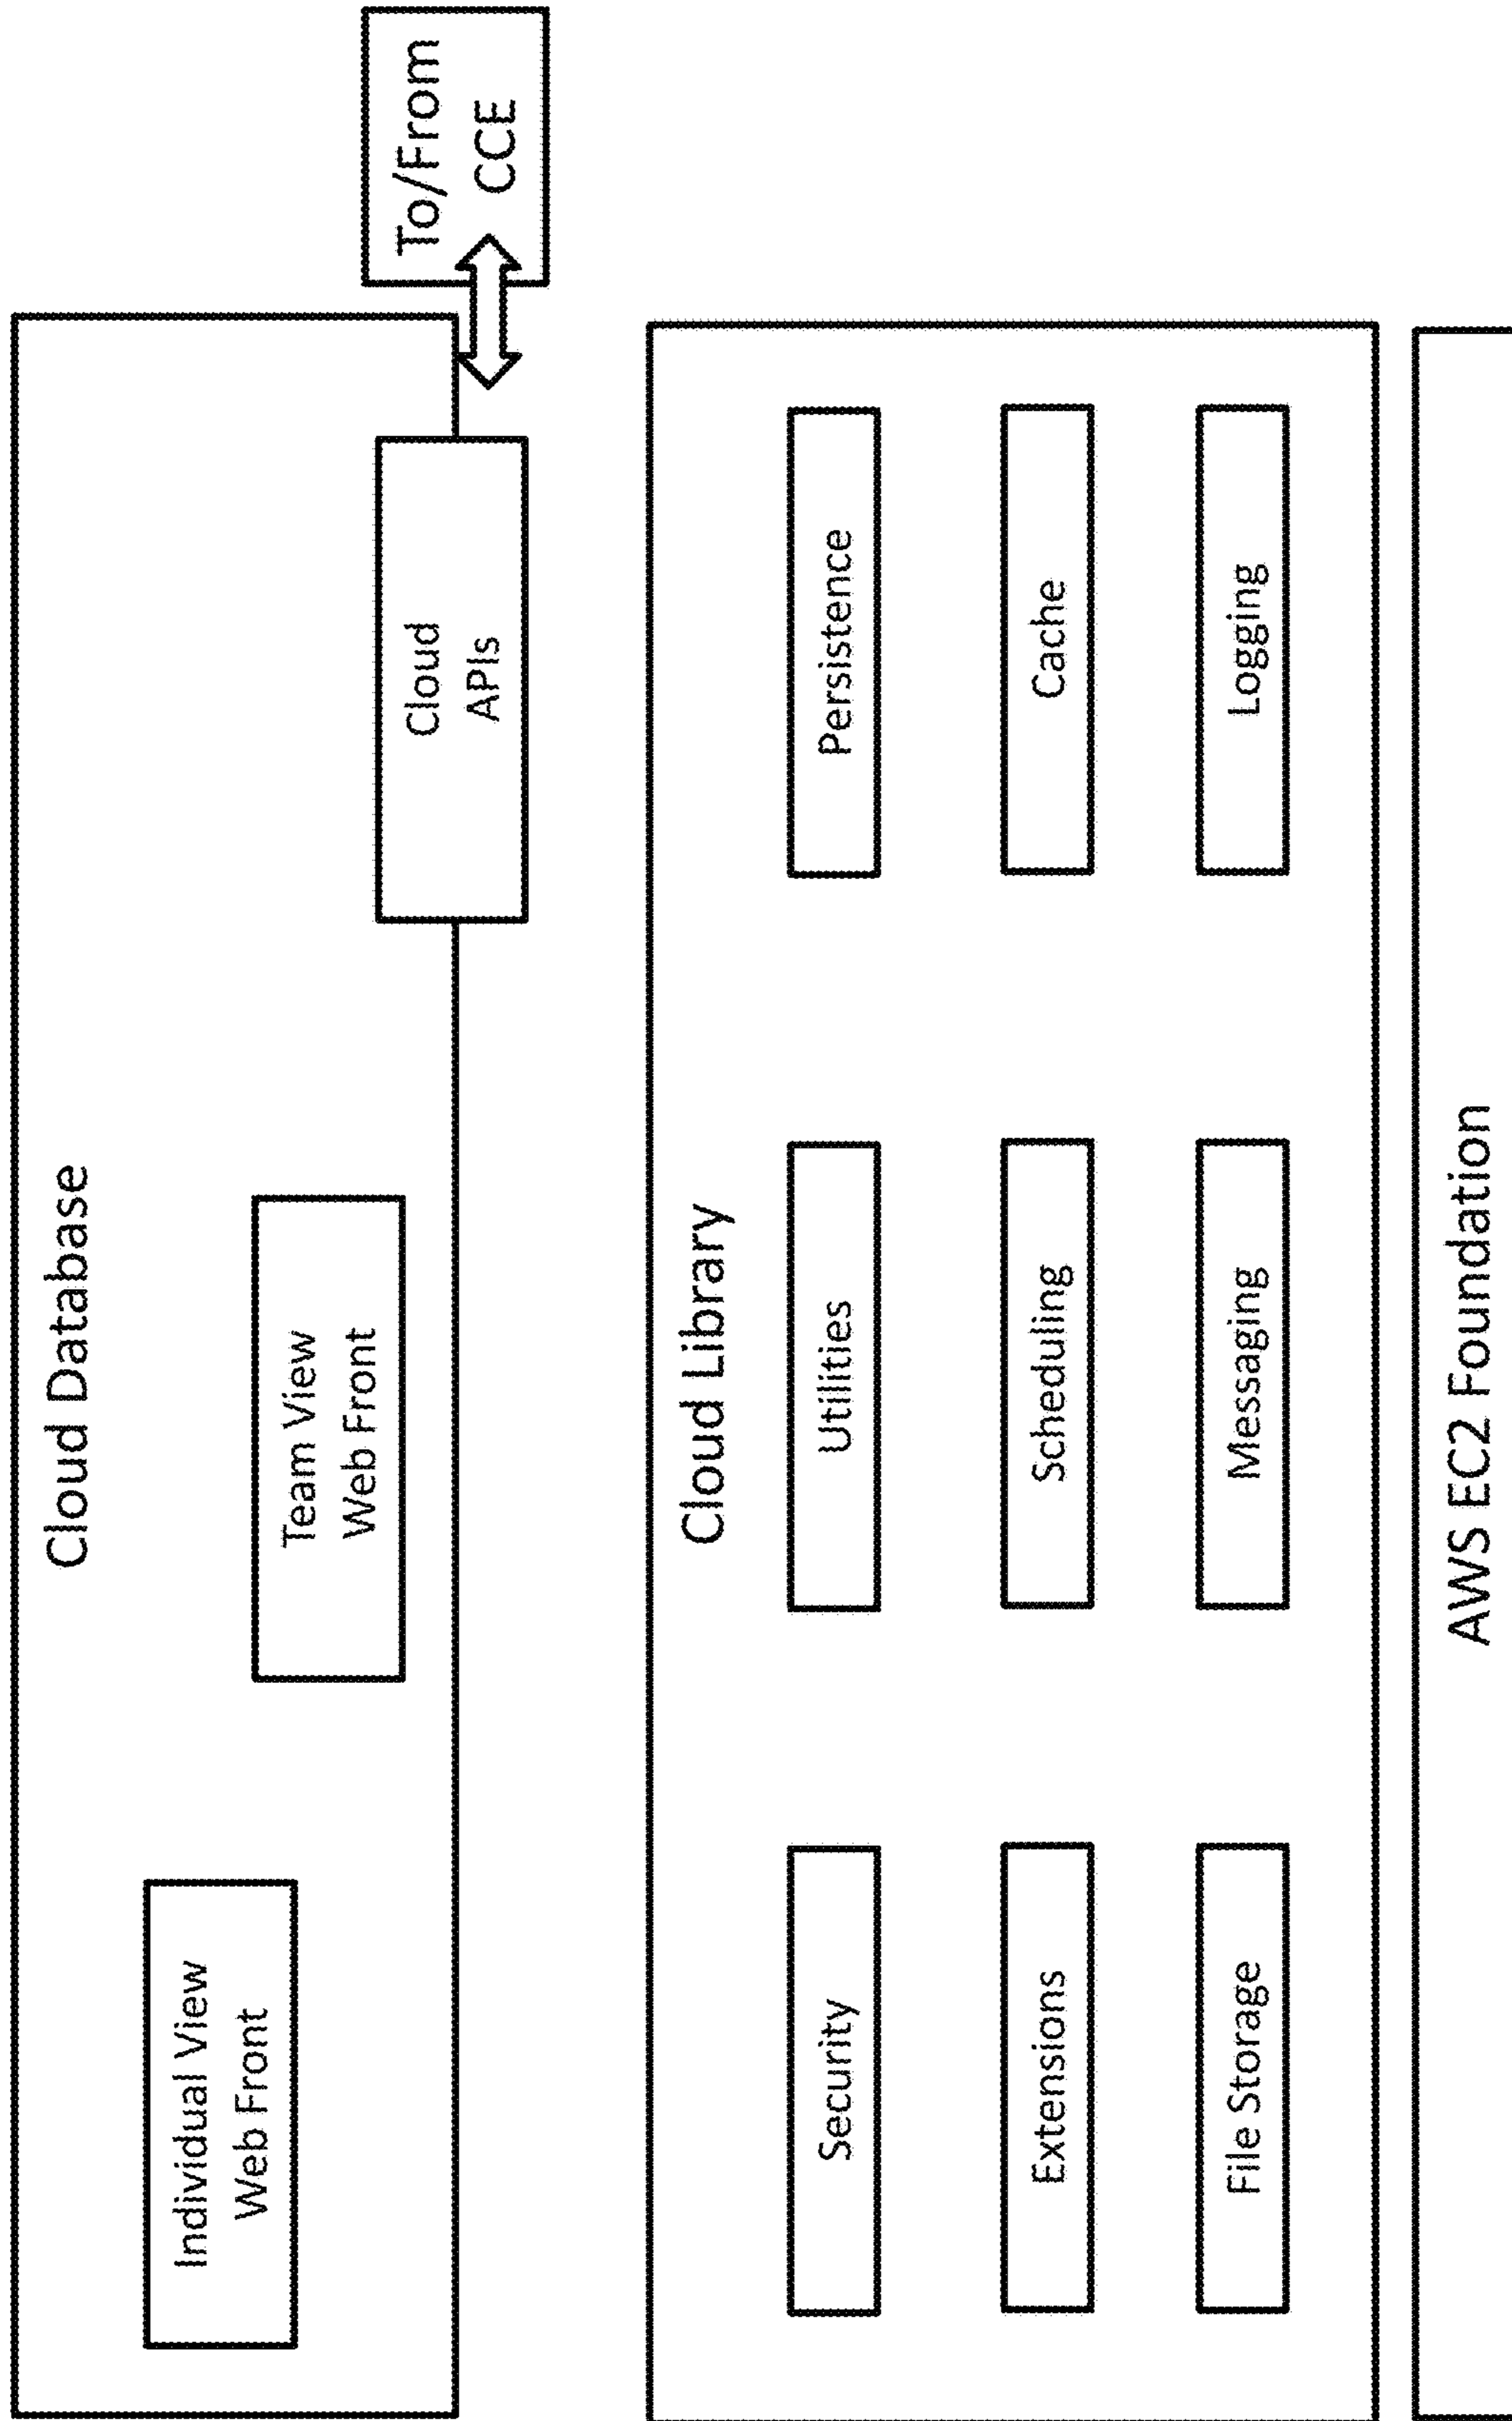 Cloud Database
Individual View
Web Front
Team View
Web Front
Cloud
APIs
To/From
CCE
Cloud Library
Security
Utilities
Persistence
Extensions
Scheduling
Cache
File Storage
Messaging
Logging
AWS EC2 Foundation